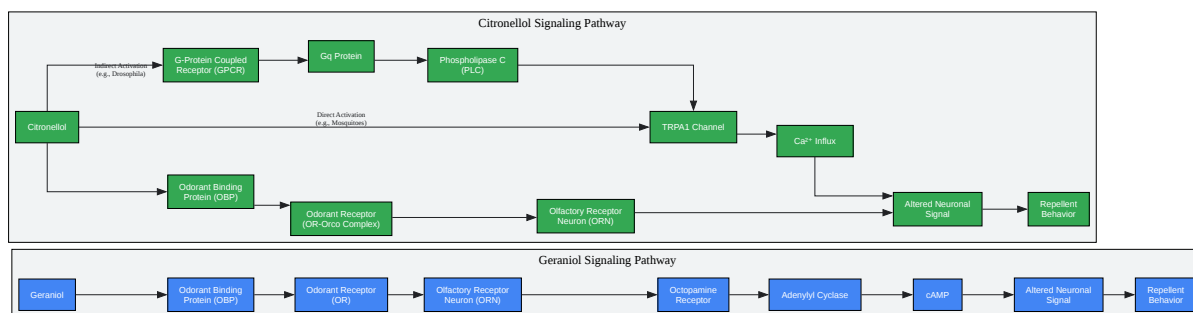 Citronellol Signaling Pathway
Indirect Activation
(e.g., Drosophila)
G-Protein Coupled
Receptor (GPCR)
Gq Protein
Phospholipase C
(PLC)
Citronellol
Direct Activation
(e.g., Mosquitoes)
TRPA1 Channel
Ca²⁺ Influx
Odorant Binding
Protein (OBP)
Odorant Receptor
(OR-Orco Complex)
Olfactory Receptor
Neuron (ORN)
Altered Neuronal
Signal
Repellent
Behavior
Geraniol Signaling Pathway
Geraniol
Odorant Binding
Protein (OBP)
Odorant Receptor
(OR)
Olfactory Receptor
Neuron (ORN)
Octopamine
Receptor
Adenylyl Cyclase
cAMP
Altered Neuronal
Signal
Repellent
Behavior